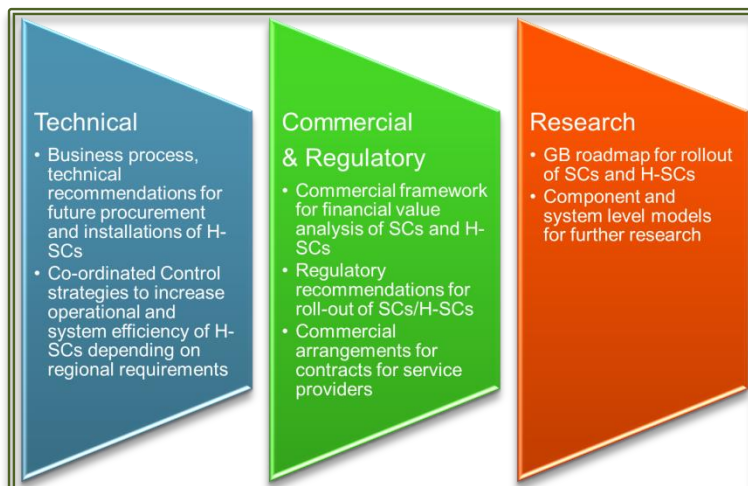 Technical
• Business process,
technical
recommendations for
future procurement
and installations of H-
SCs
• Co-ordinated Control
strategies to increase
operational and
system efficiency of H-
SCs depending on
regional requirements
Commercial
& Regulatory
• Commercial framework
for financial value
analysis of SCs and H-
SCs
• Regulatory
recommendations for
roll-out of SCs/H-SCs
• Commercial
arrangements for
contracts for service
providers
Research
• GB roadmap for rollout
of SCs and H-SCs
• Component and
system level models
for further research